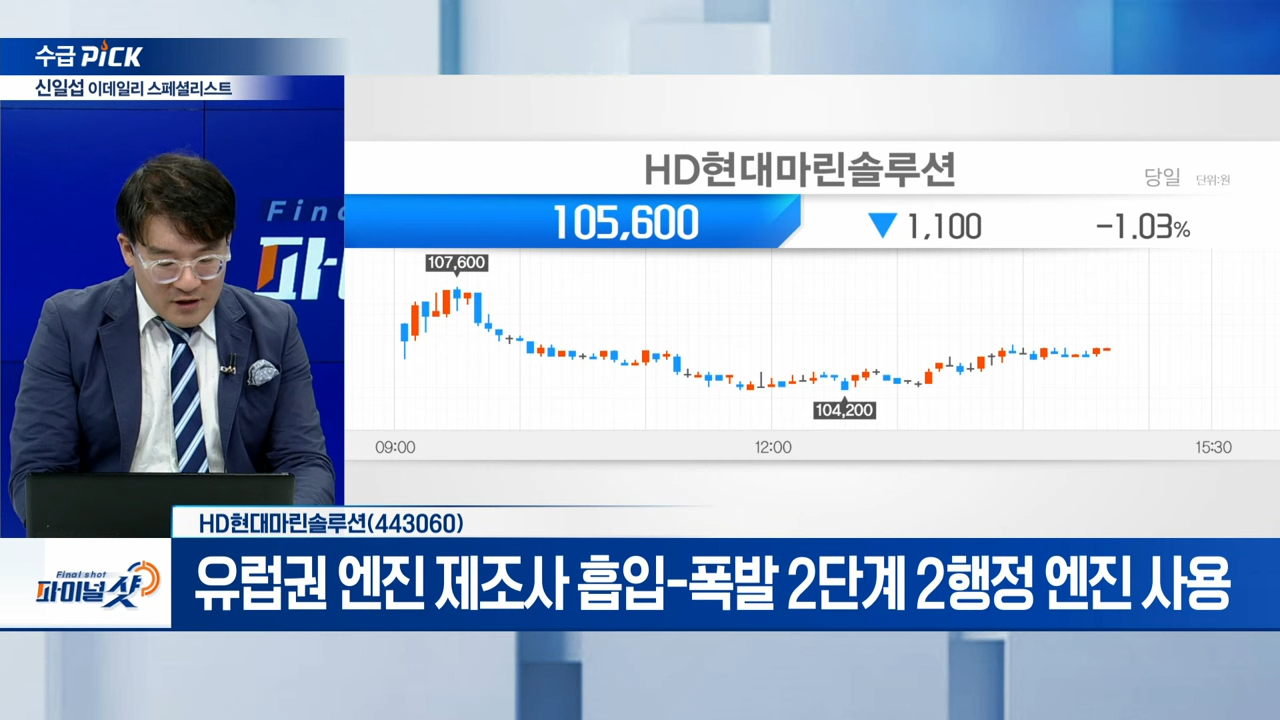 수급 PiCK
신일섭 이데일리 스페셜리스트
Fina
파이
HD현대마린솔루션
당일 단위:원
105,600 ▼ 1,100 -1.03%
107,600
104,200
09:00 12:00 15:30
HD현대마린솔루션(443060)
Final shot
파이널샷
유럽권 엔진 제조사 흡입-폭발 2단계 2행정 엔진 사용